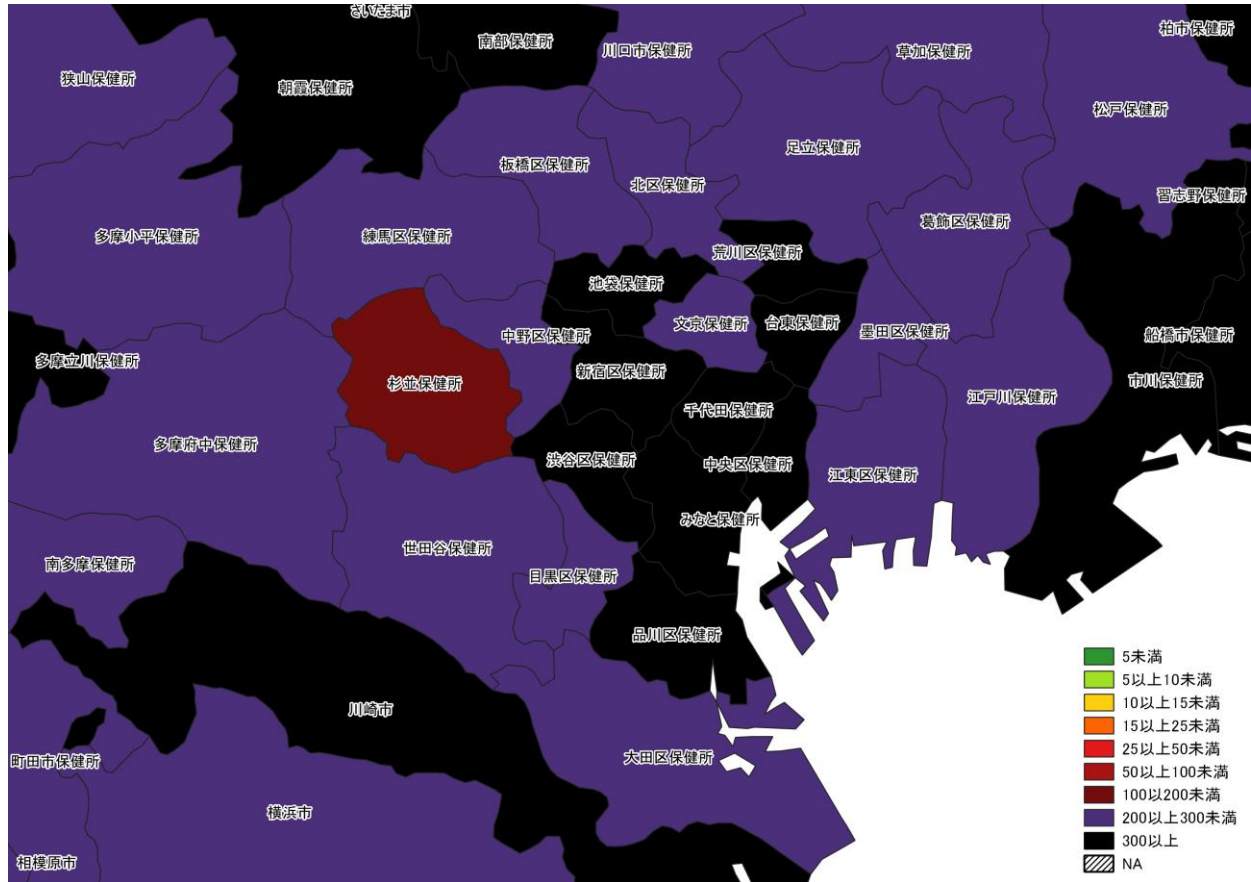 さいたま市
南部保健所
川口市保健所
草加保健所
柏市保健所
狭山保健所
朝霞保健所
松戸保健所
足立保健所
板橋区保健所
北区保健所
習志野保健所
多摩小平保健所
練馬区保健所
葛飾区保健所
荒川区保健所
池袋保健所
文京保健所
台東保健所
墨田区保健所
船橋市保健所
中野区保健所
多摩立川保健所
新宿区保健所
杉並保健所
市川保健所
江戸川保健所
千代田保健所
多摩府中保健所
渋谷区保健所
中央区保健所
江東区保健所
みなと保健所
世田谷保健所
南多摩保健所
目黒区保健所
品川区保健所
川崎市
町田市保健所
大田区保健所
横浜市
相模原市
5未満
5以上10未満
10以上15未満
15以上25未満
25以上50未満
50以上100未満
100以200未満
200以上300未満
300以上
NA